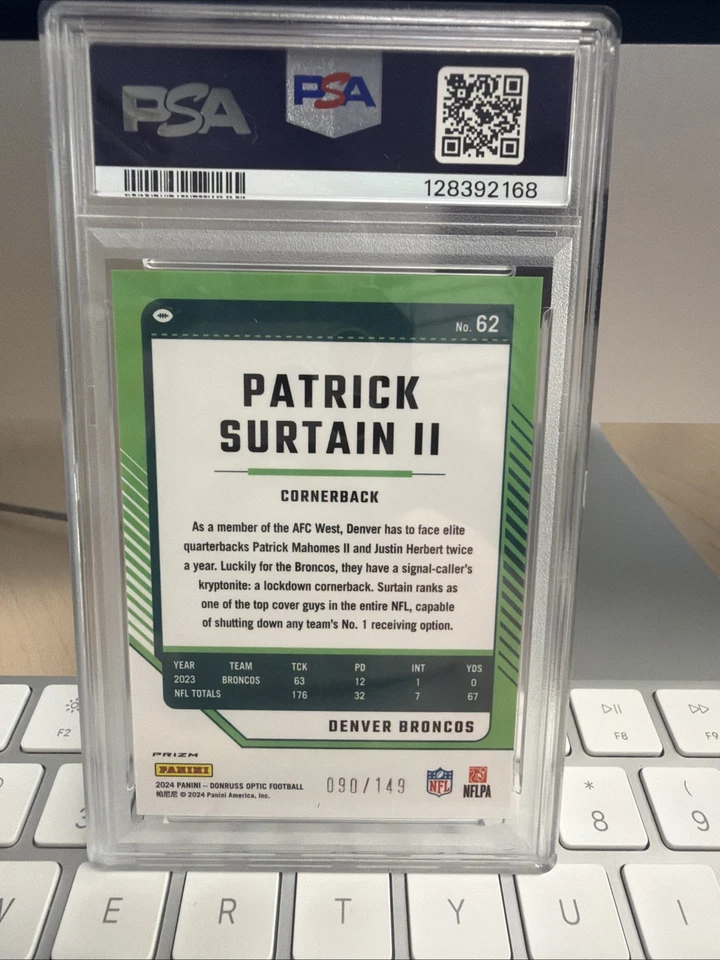 PSA
PSA
128392168
No. 62
PATRICK
SURTAIN II
CORNERBACK
As a member of the AFC West, Denver has to face elite
quarterbacks Patrick Mahomes II and Justin Herbert twice
a year. Luckily for the Broncos, they have a signal-caller's
kryptonite: a lockdown cornerback. Surtain ranks as
one of the top cover guys in the entire NFL, capable
of shutting down any team's No. 1 receiving option.
YEAR TEAM TCK PD INT YDS
2023 BRONCOS 63 12 1 0
NFL TOTALS 176 32 7 67
DENVER BRONCOS
PRIZM
PANINI
2024 PANINI – DONRUSS OPTIC FOOTBALL
帕尼尼 © 2024 Panini America, Inc.
090/149
NFL
NFLPA
F2
F8
F9
3
*
8
(
9
E
R
T
Y
U
I